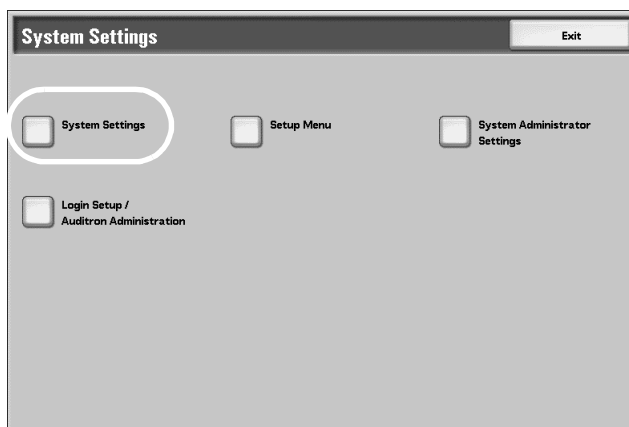 System Settings
Exit
System Settings
Setup Menu
System Administrator
Settings
Login Setup /
Auditron Administration